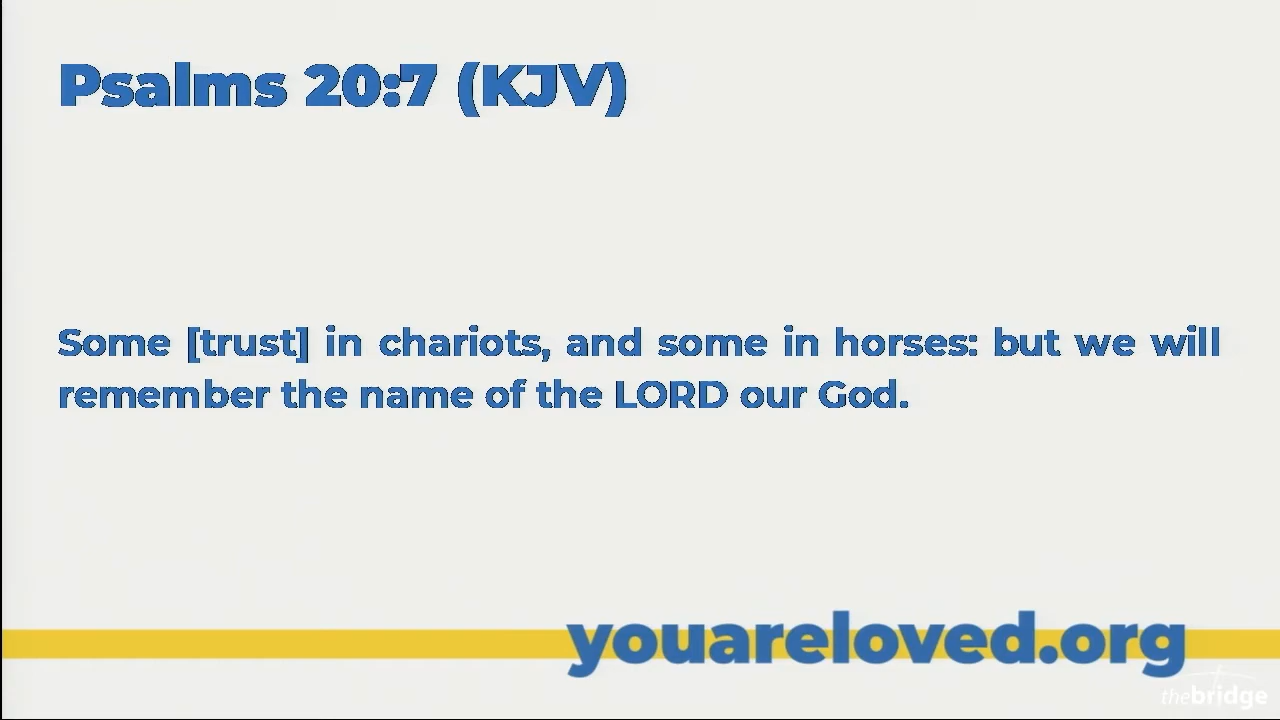 Psalms 20:7 (KJV)
Some [trust] in chariots, and some in horses: but we will
remember the name of the LORD our God.
youareloved.org
thebridge